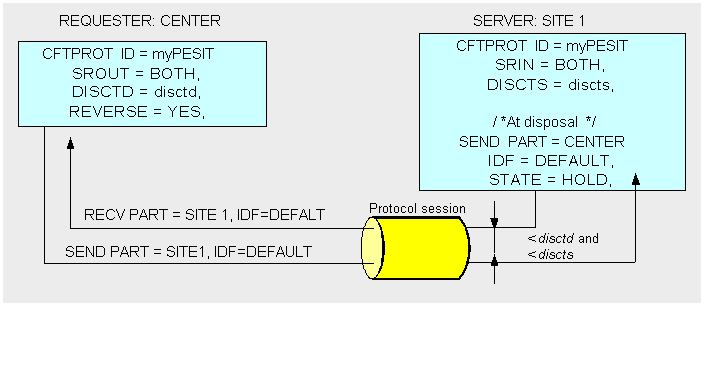 REQUESTER: CENTER
CFTPROT ID = myPESIT
SROUT = BOTH,
DISCTD = disctd,
REVERSE = YES,
SERVER: SITE 1
CFTPROT ID = myPESIT
SRIN = BOTH,
DISCTS = discts,
/ *At disposal */
SEND PART = CENTER
IDF = DEFAULT,
STATE = HOLD,
RECV PART = SITE 1, IDF=DEFALT
Protocol session
SEND PART = SITE1, IDF=DEFAULT
< disctd and
< discts